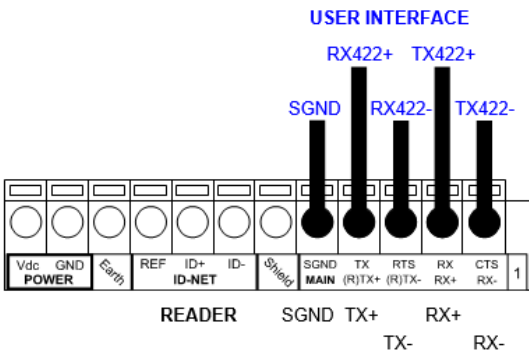 USER INTERFACE
RX422+ TX422+
SGND RX422- TX422-
Vdc GND Earth REF ID+ ID- Shield SGND TX RTS RX CTS 1
POWER ID-NET MAIN (R)TX+ (R)TX- RX+ RX-
READER SGND TX+ RX+
TX- RX-